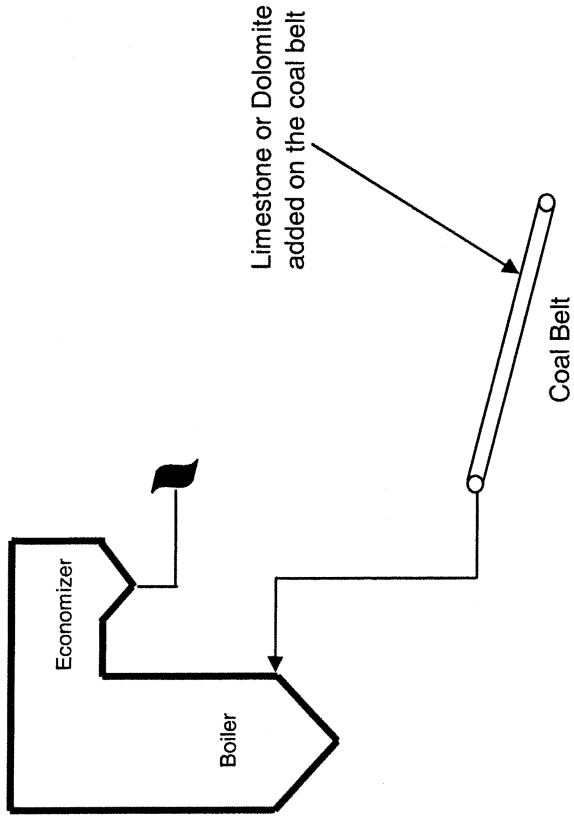 Limestone or Dolomite
added on the coal belt
Economizer
Boiler
Coal Belt